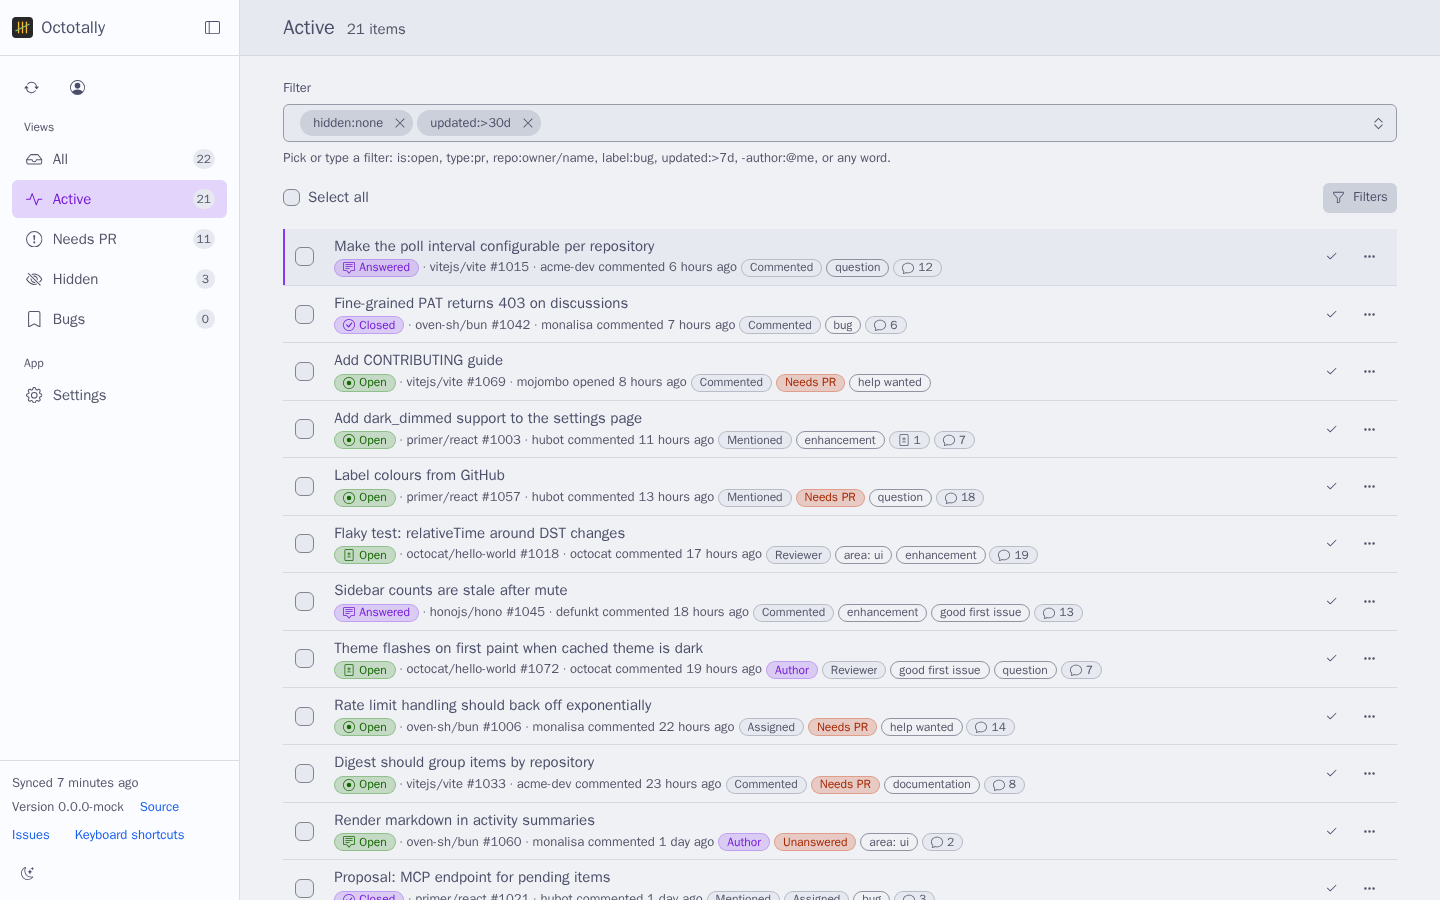 Octotally
Active 21 items
Views
All 22
Active 21
Needs PR 11
Hidden 3
Bugs 0
App
Settings
Synced 7 minutes ago
Version 0.0.0-mock Source
Issues Keyboard shortcuts
Filter
hidden:none updated:>30d
Pick or type a filter: is:open, type:pr, repo:owner/name, label:bug, updated:>7d, -author:@me, or any word.
Select all Filters
Make the poll interval configurable per repository
Answered · vitejs/vite #1015 · acme-dev commented 6 hours ago Commented question 12
Fine-grained PAT returns 403 on discussions
Closed · oven-sh/bun #1042 · monalisa commented 7 hours ago Commented bug 6
Add CONTRIBUTING guide
Open · vitejs/vite #1069 · mojombo opened 8 hours ago Commented Needs PR help wanted
Add dark_dimmed support to the settings page
Open · primer/react #1003 · hubot commented 11 hours ago Mentioned enhancement 1 7
Label colours from GitHub
Open · primer/react #1057 · hubot commented 13 hours ago Mentioned Needs PR question 18
Flaky test: relativeTime around DST changes
Open · octocat/hello-world #1018 · octocat commented 17 hours ago Reviewer area: ui enhancement 19
Sidebar counts are stale after mute
Answered · honojs/hono #1045 · defunkt commented 18 hours ago Commented enhancement good first issue 13
Theme flashes on first paint when cached theme is dark
Open · octocat/hello-world #1072 · octocat commented 19 hours ago Author Reviewer good first issue question 7
Rate limit handling should back off exponentially
Open · oven-sh/bun #1006 · monalisa commented 22 hours ago Assigned Needs PR help wanted 14
Digest should group items by repository
Open · vitejs/vite #1033 · acme-dev commented 23 hours ago Commented Needs PR documentation 8
Render markdown in activity summaries
Open · oven-sh/bun #1060 · monalisa commented 1 day ago Author Unanswered area: ui 2
Proposal: MCP endpoint for pending items
Closed · primer/react #1021 · hubot commented 1 day ago Mentioned Assigned bug 3